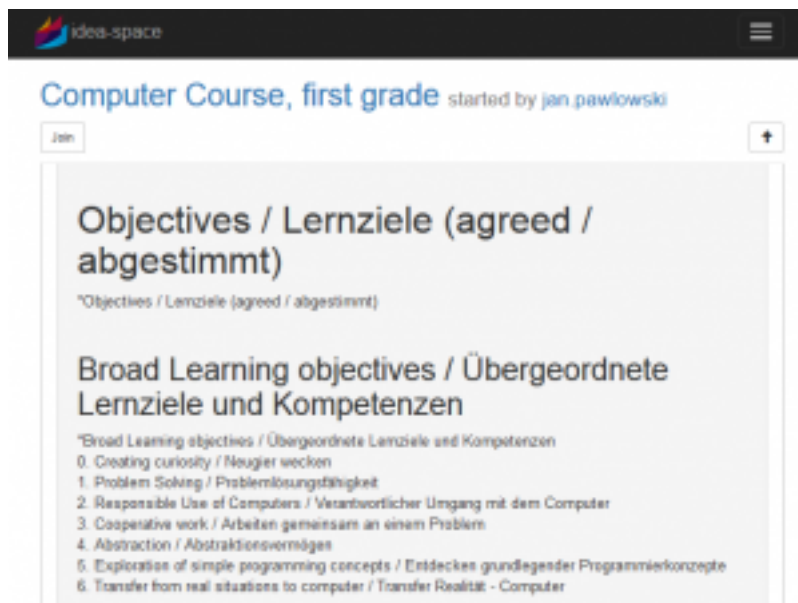 idea-space
Computer Course, first grade started by jan.pawlowski
Join
Objectives / Lernziele (agreed /
abgestimmt)
*Objectives / Lernziele (agreed / abgestimmt)
Broad Learning objectives / Übergeordnete
Lernziele und Kompetenzen
*Broad Learning objectives / Übergeordnete Lernziele und Kompetenzen
0. Creating curiosity / Neugier wecken
1. Problem Solving / Problemlösungsfähigkeit
2. Responsible Use of Computers / Verantwortlicher Umgang mit dem Computer
3. Cooperative work / Arbeiten gemeinsam an einem Problem
4. Abstraction / Abstraktionsvermögen
5. Exploration of simple programming concepts / Entdecken grundlegender Programmierkonzepte
6. Transfer from real situations to computer / Transfer Realität - Computer